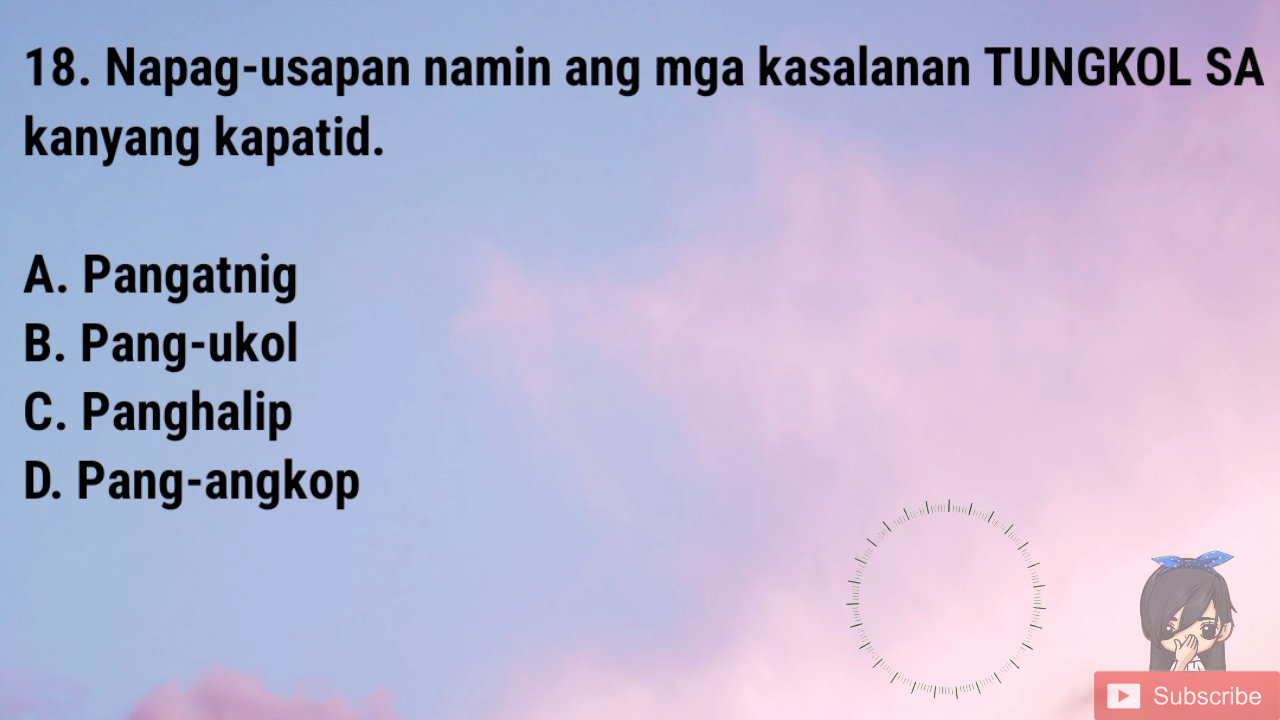 18. Napag-usapan namin ang mga kasalanan TUNGKOL SA
kanyang kapatid.
A. Pangatnig
B. Pang-ukol
C. Panghalip
D. Pang-angkop
Subscribe